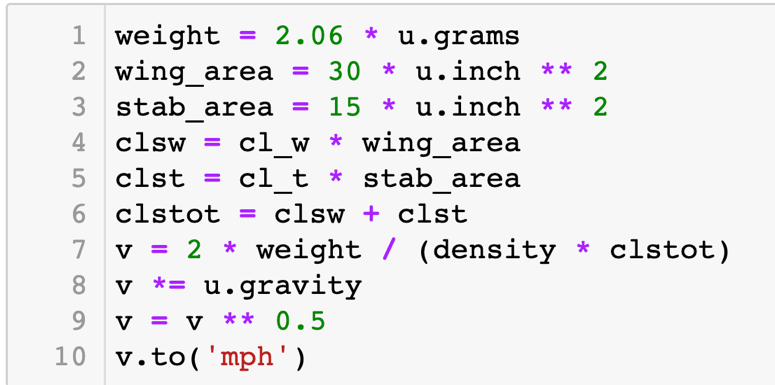 1 weight = 2.06 * u.grams
2 wing_area = 30 * u.inch ** 2
3 stab_area = 15 * u.inch ** 2
4 clsw = cl_w * wing_area
5 clst = cl_t * stab_area
6 clstot = clsw + clst
7 v = 2 * weight / (density * clstot)
8 v *= u.gravity
9 v = v ** 0.5
10 v.to('mph')